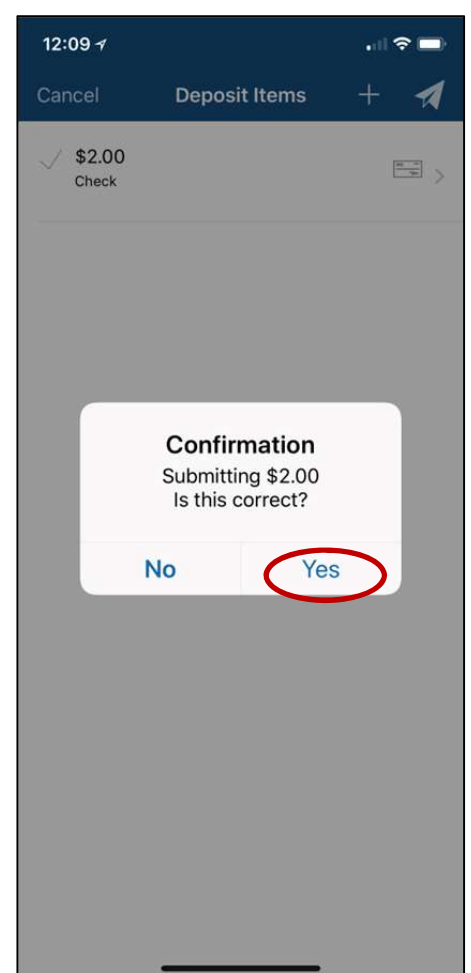 12:09
Cancel Deposit Items +
$2.00
Check
Confirmation
Submitting $2.00
Is this correct?
No Yes